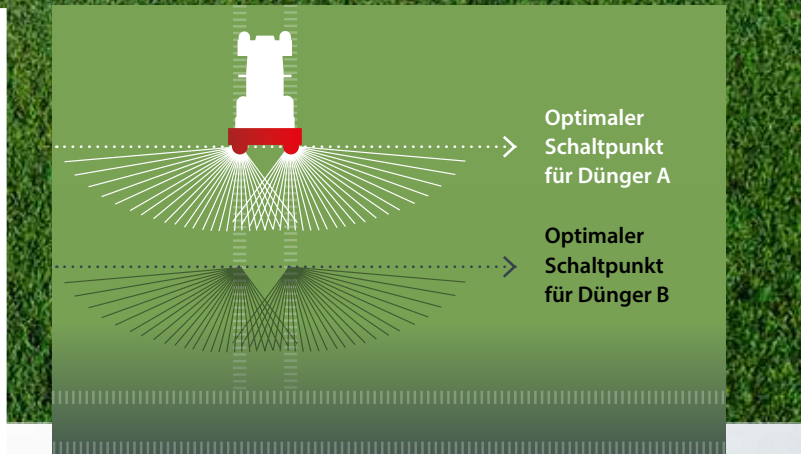 Optimaler
Schaltpunkt
für Dünger A
Optimaler
Schaltpunkt
für Dünger B